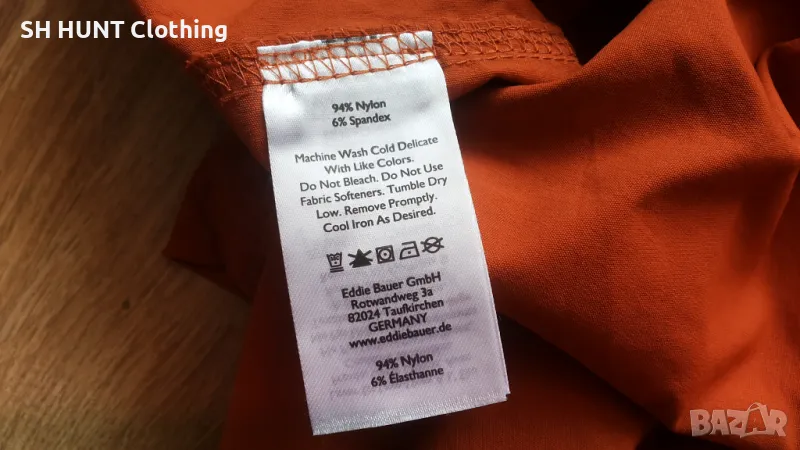 SH HUNT Clothing
94% Nylon
6% Spandex
Machine Wash Cold Delicate
With Like Colors.
Do Not Bleach. Do Not Use
Fabric Softeners. Tumble Dry
Low. Remove Promptly.
Cool Iron As Desired.
Eddie Bauer GmbH
Rotwandweg 3a
82024 Taufkirchen
GERMANY
www.eddiebauer.de
94% Nylon
6% Élasthanne
BAZAR